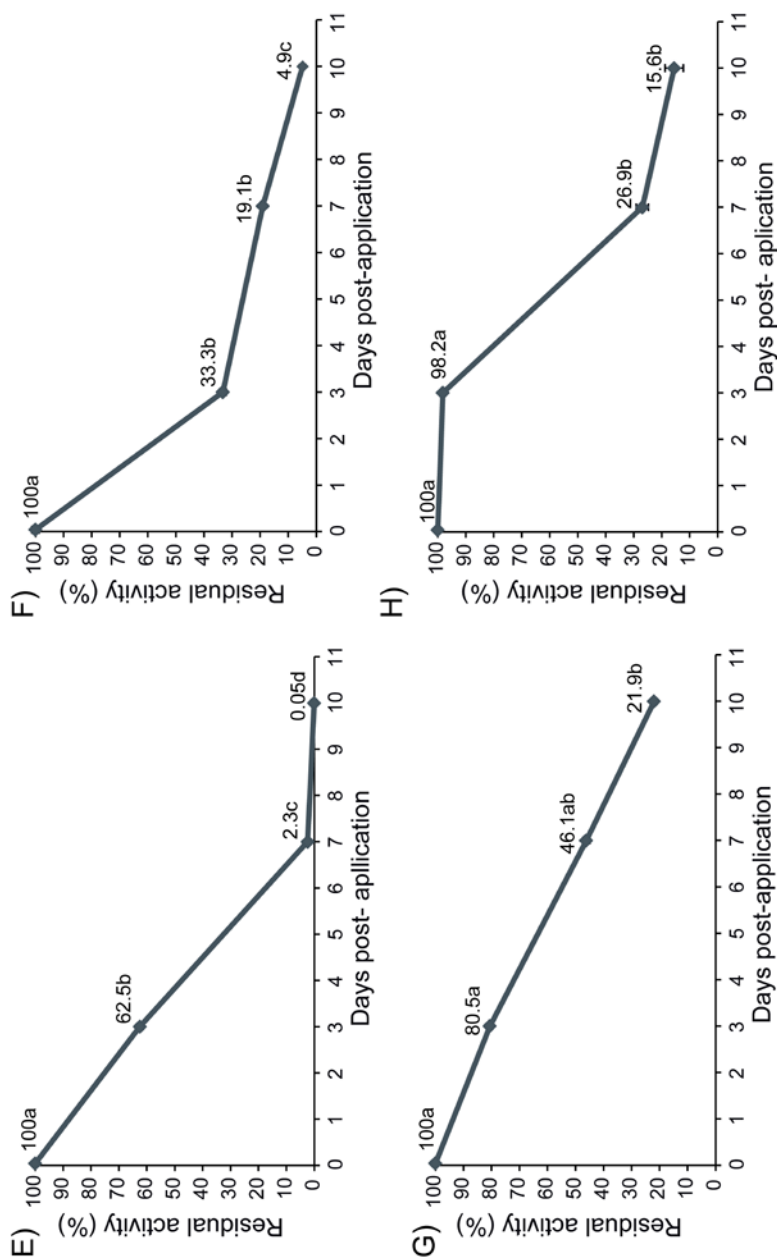 E)
Residual activity (%)
100
90
80
70
60
50
40
30
20
10
0
100a
62.5b
2.3c
0.05d
0 1 2 3 4 5 6 7 8 9 10 11
Days post- apllication
F)
Residual activity (%)
100
90
80
70
60
50
40
30
20
10
0
100a
33.3b
19.1b
4.9c
0 1 2 3 4 5 6 7 8 9 10 11
Days post-application
G)
Residual activity (%)
100
90
80
70
60
50
40
30
20
10
0
100a
80.5a
46.1ab
21.9b
0 1 2 3 4 5 6 7 8 9 10 11
Days post-application
H)
Residual activity (%)
100
90
80
70
60
50
40
30
20
10
0
100a
98.2a
26.9b
15.6b
0 1 2 3 4 5 6 7 8 9 10 11
Days post- aplication